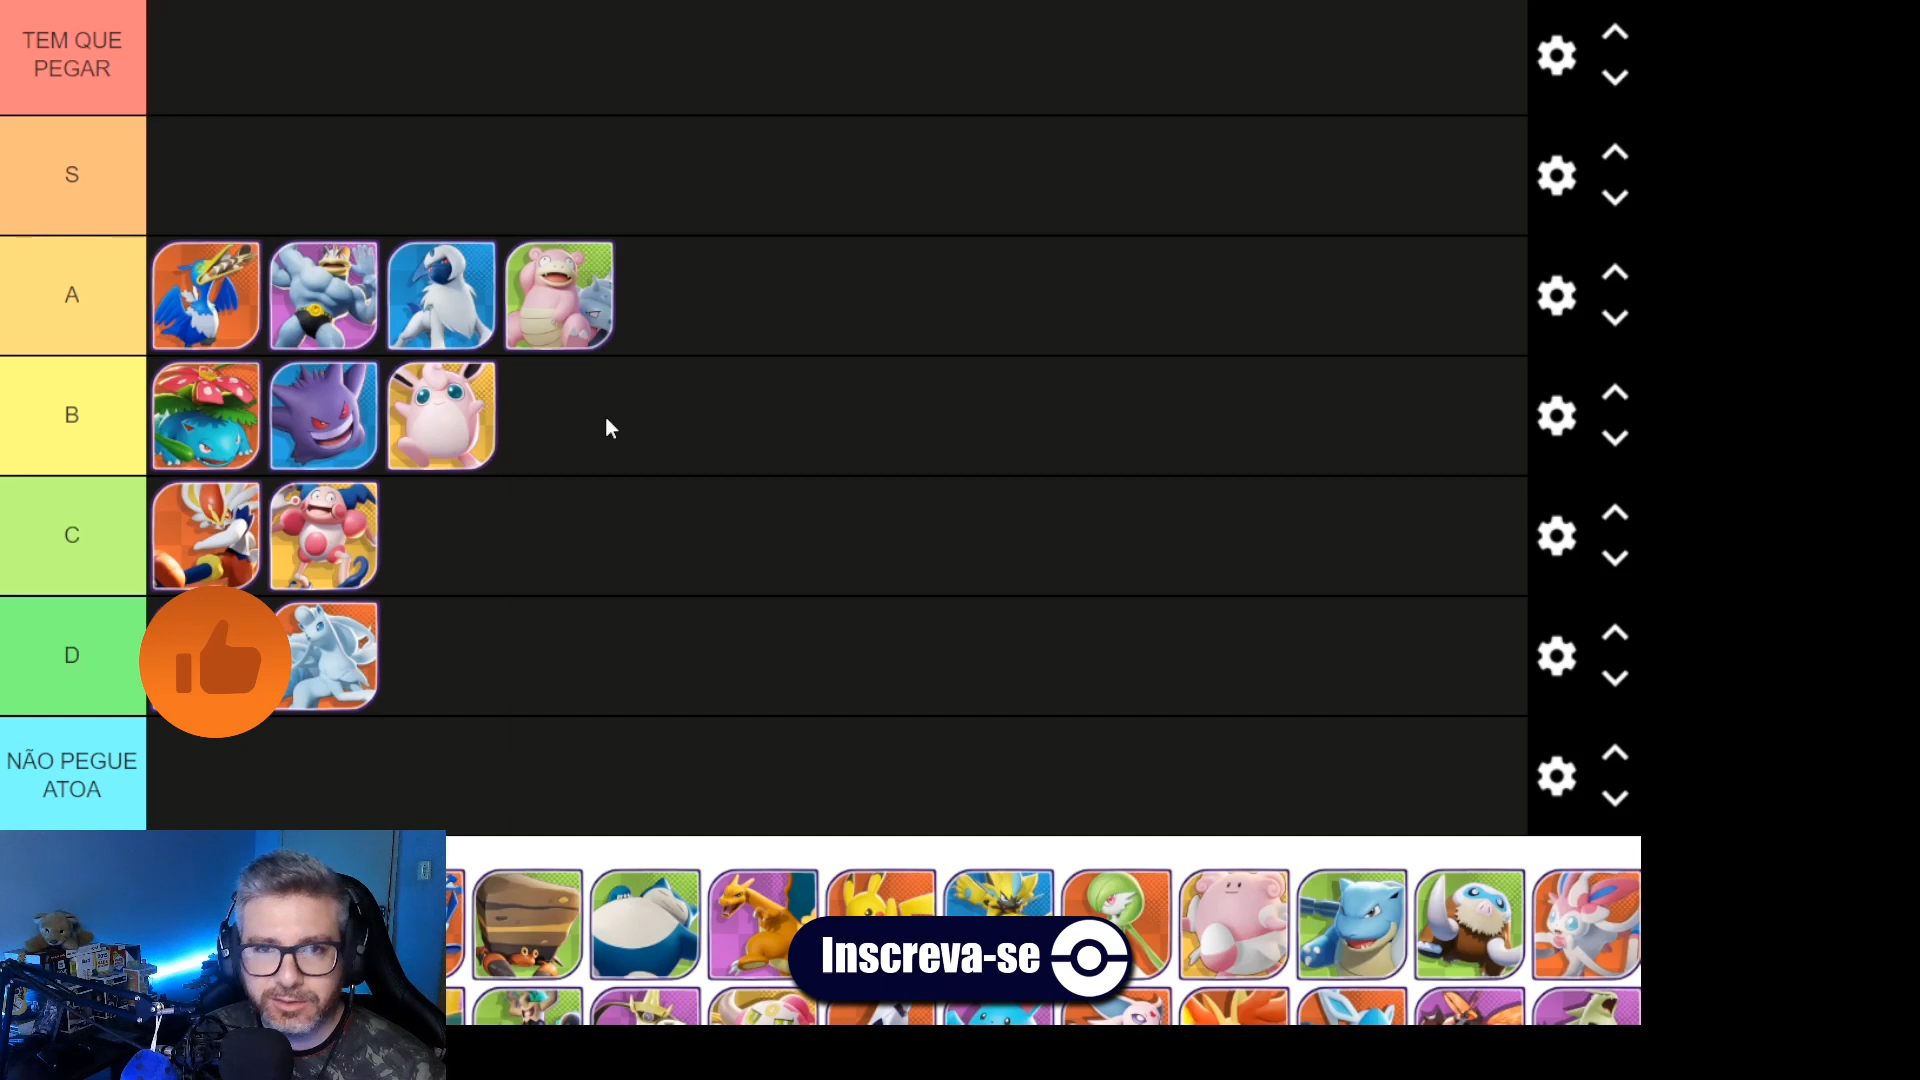 TEM QUE
PEGAR
S
A
B
C
D
NÃO PEGUE
ATOA
Inscreva-se